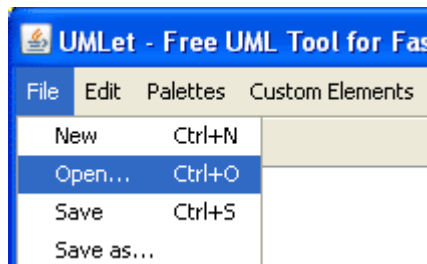 UMLet - Free UML Tool for Fas
File Edit Palettes Custom Elements
New Ctrl+N
Open... Ctrl+O
Save Ctrl+S
Save as...